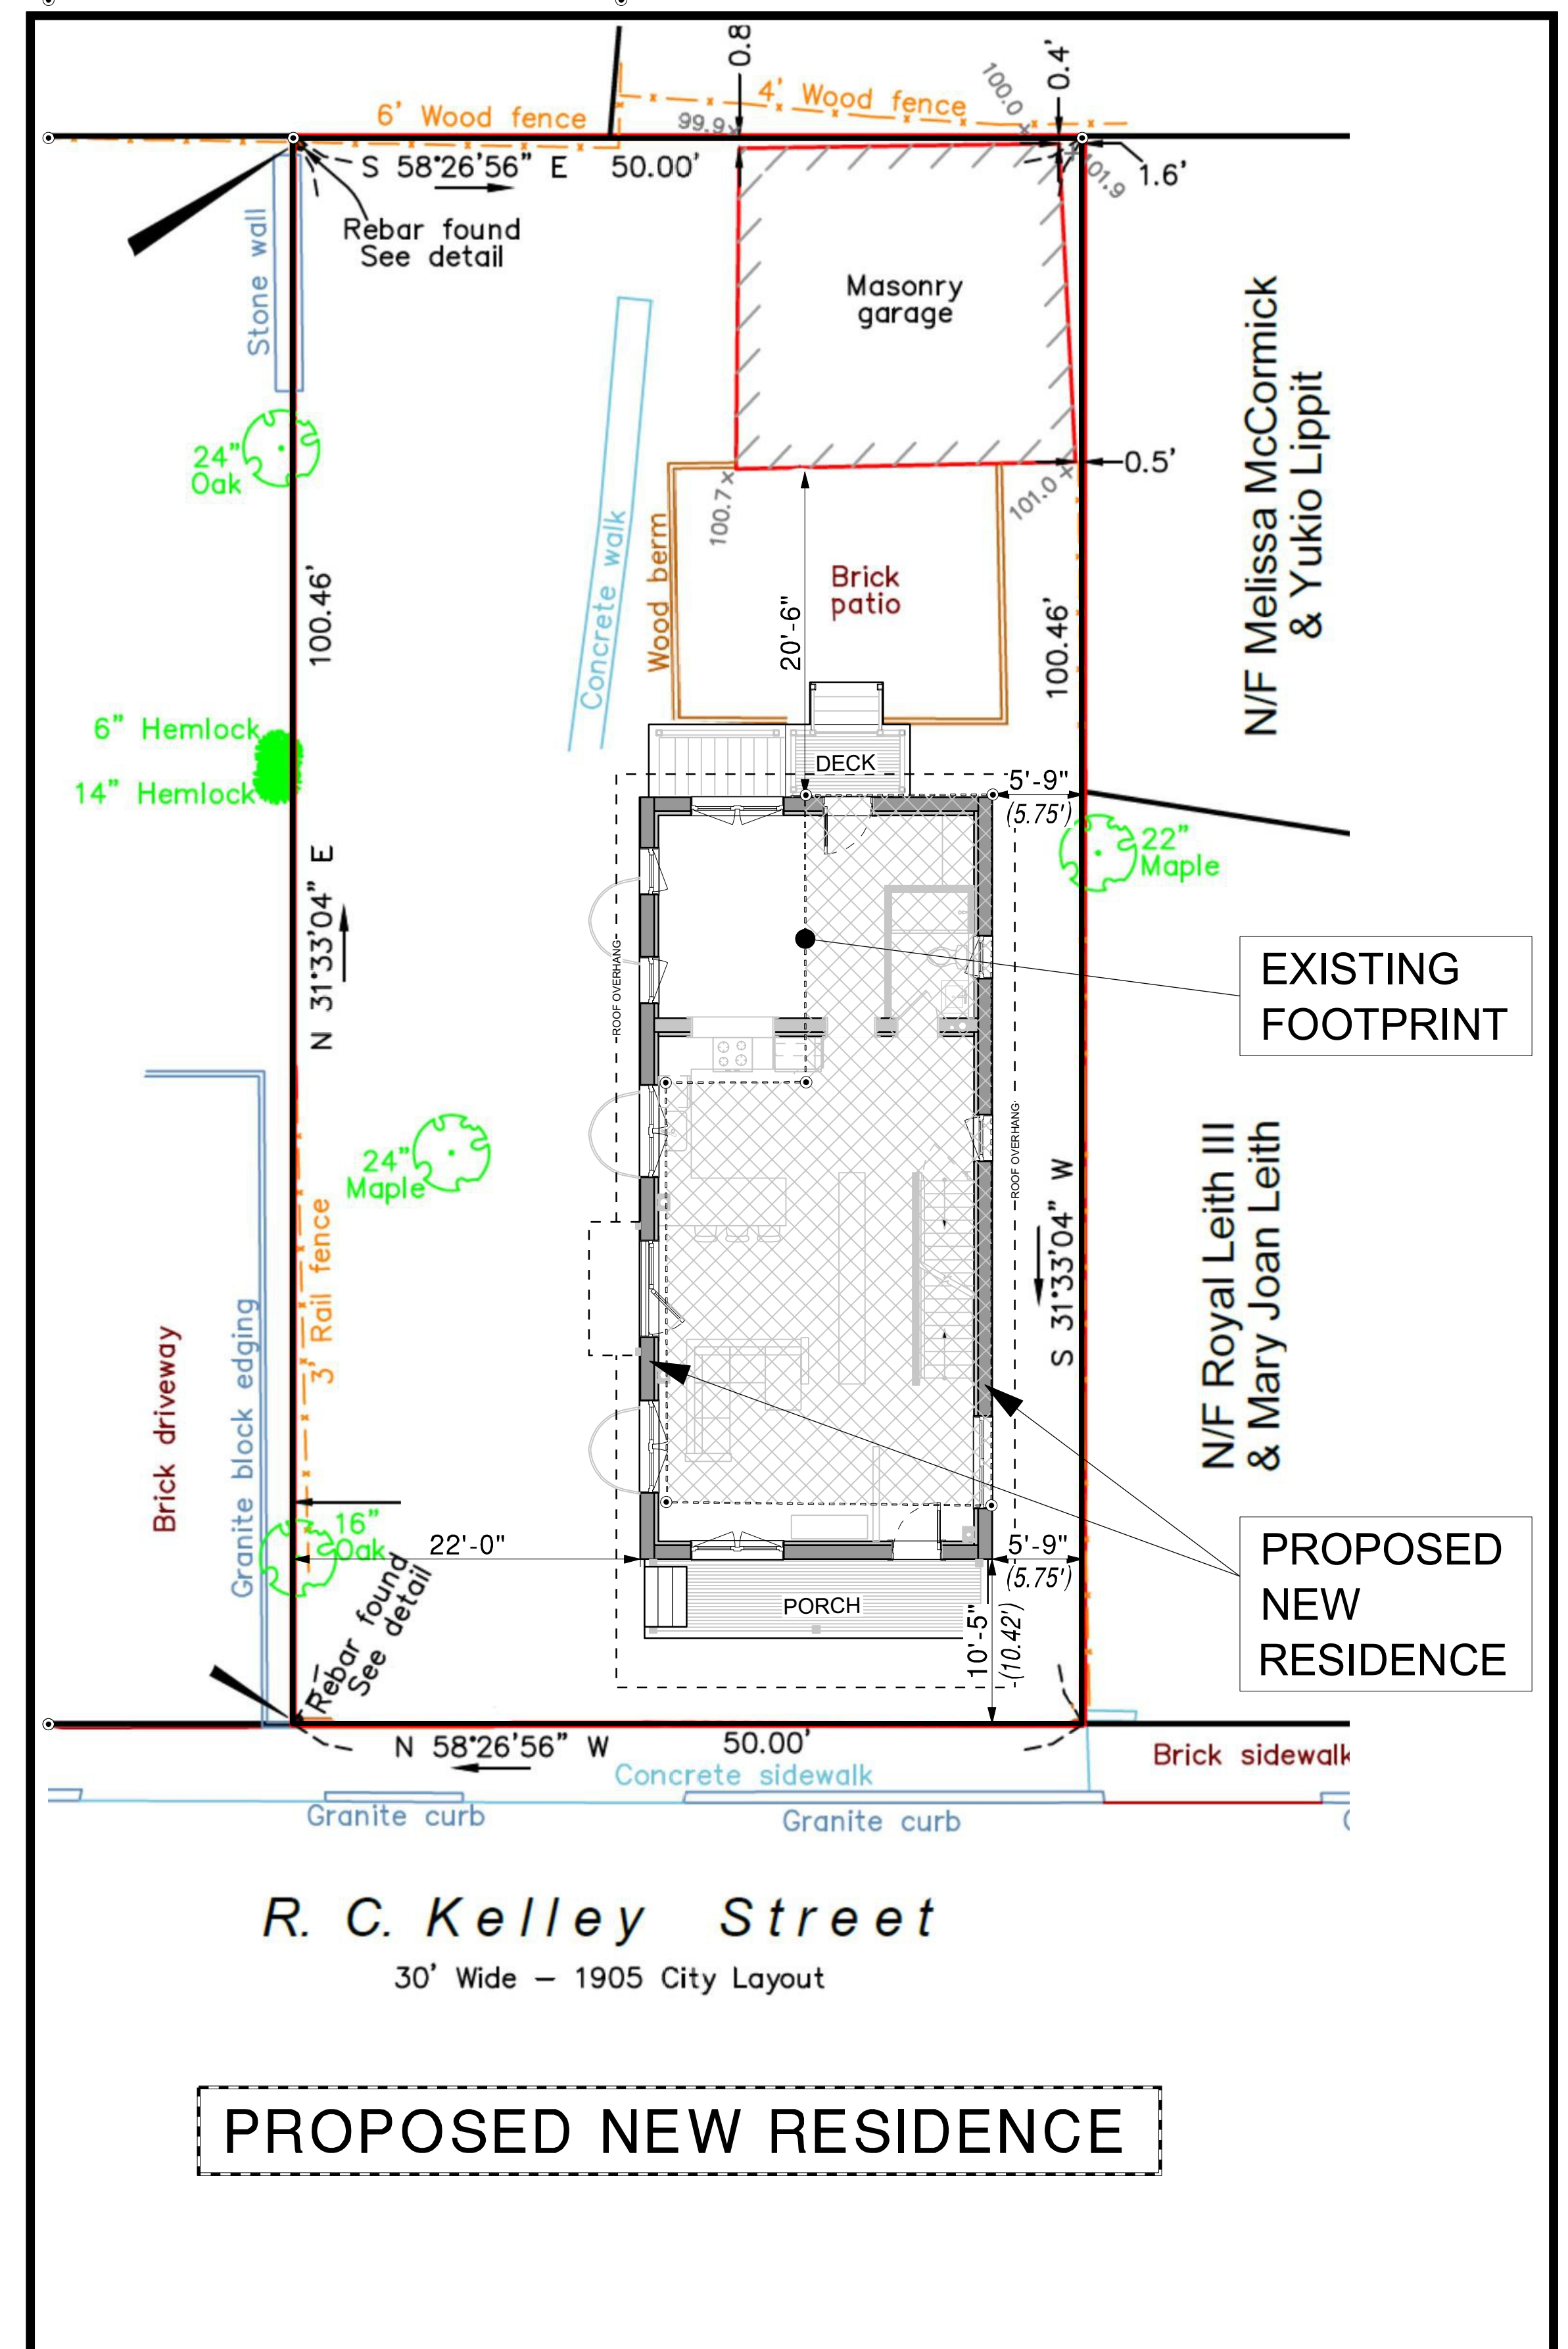 0.8
0.4'
6' Wood fence
4' Wood fence
100.0
99.9
S 58°26'56" E 50.00'
101.9
1.6'
Rebar found
See detail
Stone wall
Masonry
garage
N/F Melissa McCormick
& Yukio Lippit
24"
Oak
0.5'
100.7
101.0
Concrete walk
Wood berm
Brick
patio
20'-6"
100.46'
100.46'
6" Hemlock
14" Hemlock
DECK
5'-9"
(5.75')
22"
Maple
N 31°33'04" E
ROOF OVERHANG
EXISTING
FOOTPRINT
24"
Maple
ROOF OVERHANG
S 31°33'04" W
N/F Royal Leith III
& Mary Joan Leith
3' Rail fence
Granite block edging
Brick driveway
16"
Oak
22'-0"
5'-9"
(5.75')
PROPOSED
NEW
RESIDENCE
Rebar found
See detail
PORCH
10'-5"
(10.42')
N 58°26'56" W 50.00'
Concrete sidewalk
Brick sidewalk
Granite curb
Granite curb
R. C. Kelley Street
30' Wide – 1905 City Layout
PROPOSED NEW RESIDENCE